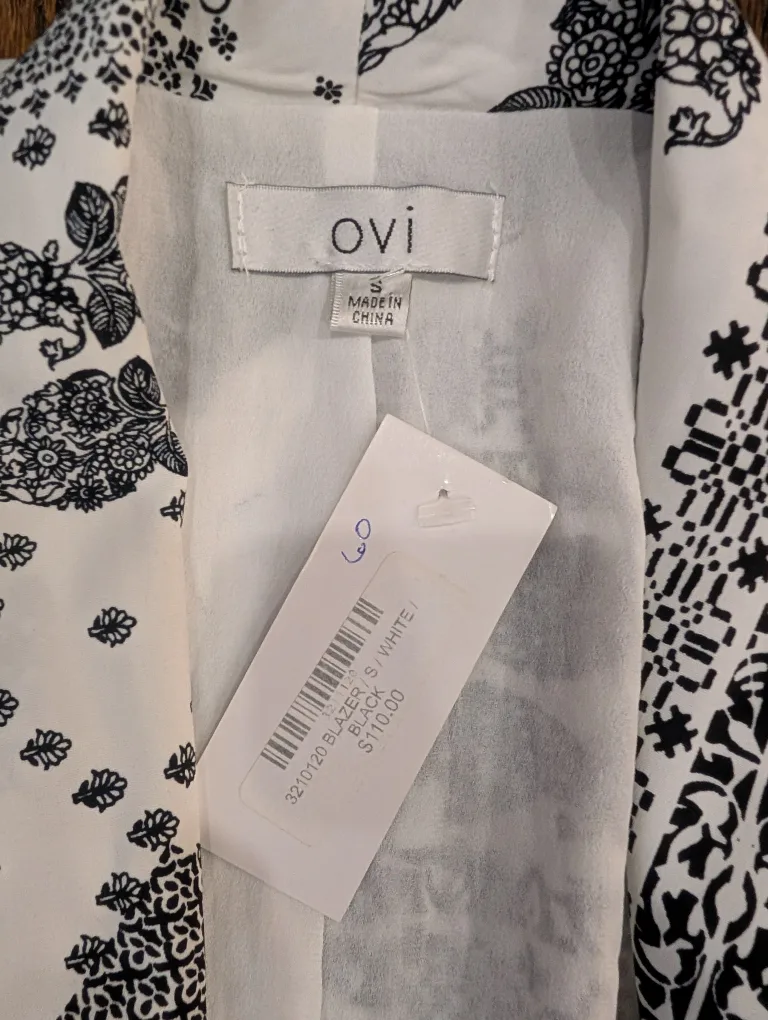 ovi
S
MADE IN
CHINA
60
3210120 BLAZER / S / WHITE /
BLACK
$110.00